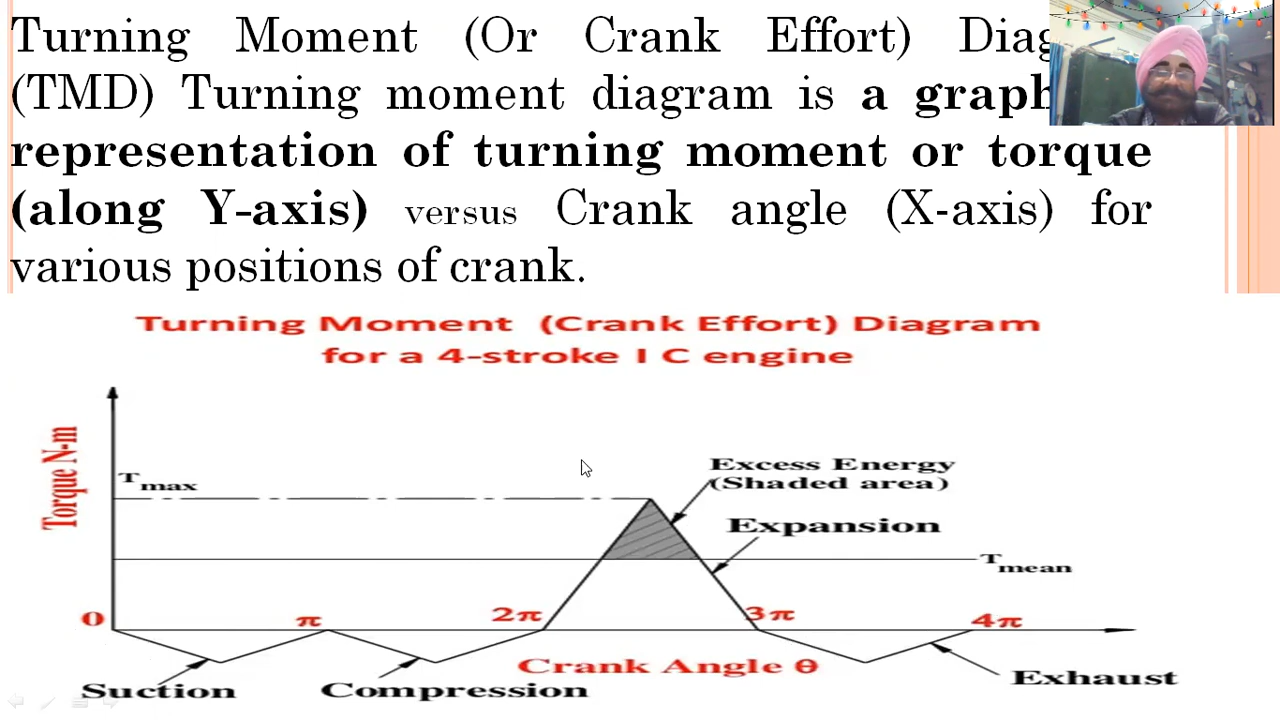 Turning Moment (Or Crank Effort)
(TMD) Turning moment diagram is a
representation of turning moment or torque
(along Y-axis) versus Crank angle (X-axis) for
various positions of crank.
Turning Moment (Crank Effort) Diagram
for a 4-stroke I C engine
Torque N-m
Tmax
Excess Energy
(Shaded area)
Expansion
Tmean
0
π
2π
3π
4π
Crank Angle θ
Suction
Compression
Exhaust